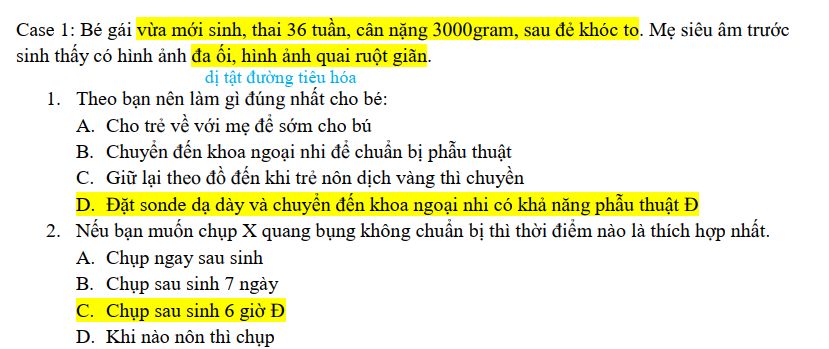 Case 1: Bé gái vừa mới sinh, thai 36 tuần, cân nặng 3000gram, sau đẻ khóc to. Mẹ siêu âm trước
sinh thấy có hình ảnh đa ối, hình ảnh quai ruột giãn.
dị tật đường tiêu hóa
1. Theo bạn nên làm gì đúng nhất cho bé:
A. Cho trẻ về với mẹ để sớm cho bú
B. Chuyển đến khoa ngoại nhi để chuẩn bị phẫu thuật
C. Giữ lại theo đồ đến khi trẻ nôn dịch vàng thì chuyền
D. Đặt sonde dạ dày và chuyển đến khoa ngoại nhi có khả năng phẫu thuật Đ
2. Nếu bạn muốn chụp X quang bụng không chuẩn bị thì thời điểm nào là thích hợp nhất.
A. Chụp ngay sau sinh
B. Chụp sau sinh 7 ngày
C. Chụp sau sinh 6 giờ Đ
D. Khi nào nôn thì chụp